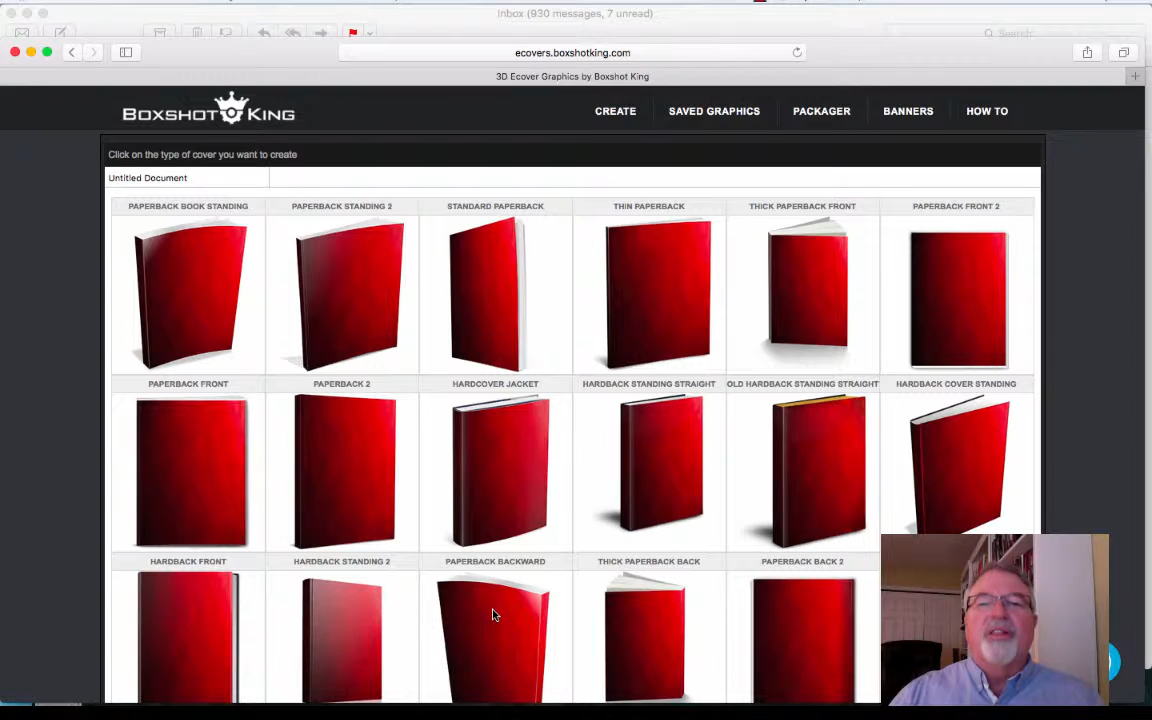 Inbox (930 messages, 7 unread)
Search
ecovers.boxshotking.com
3D Ecover Graphics by Boxshot King
BOXSHOT KING
CREATE SAVED GRAPHICS PACKAGER BANNERS HOW TO
Click on the type of cover you want to create
Untitled Document
PAPERBACK BOOK STANDING PAPERBACK STANDING 2 STANDARD PAPERBACK THIN PAPERBACK THICK PAPERBACK FRONT PAPERBACK FRONT 2
PAPERBACK FRONT PAPERBACK 2 HARDCOVER JACKET HARDBACK STANDING STRAIGHT OLD HARDBACK STANDING STRAIGHT HARDBACK COVER STANDING
HARDBACK FRONT HARDBACK STANDING 2 PAPERBACK BACKWARD THICK PAPERBACK BACK PAPERBACK BACK 2